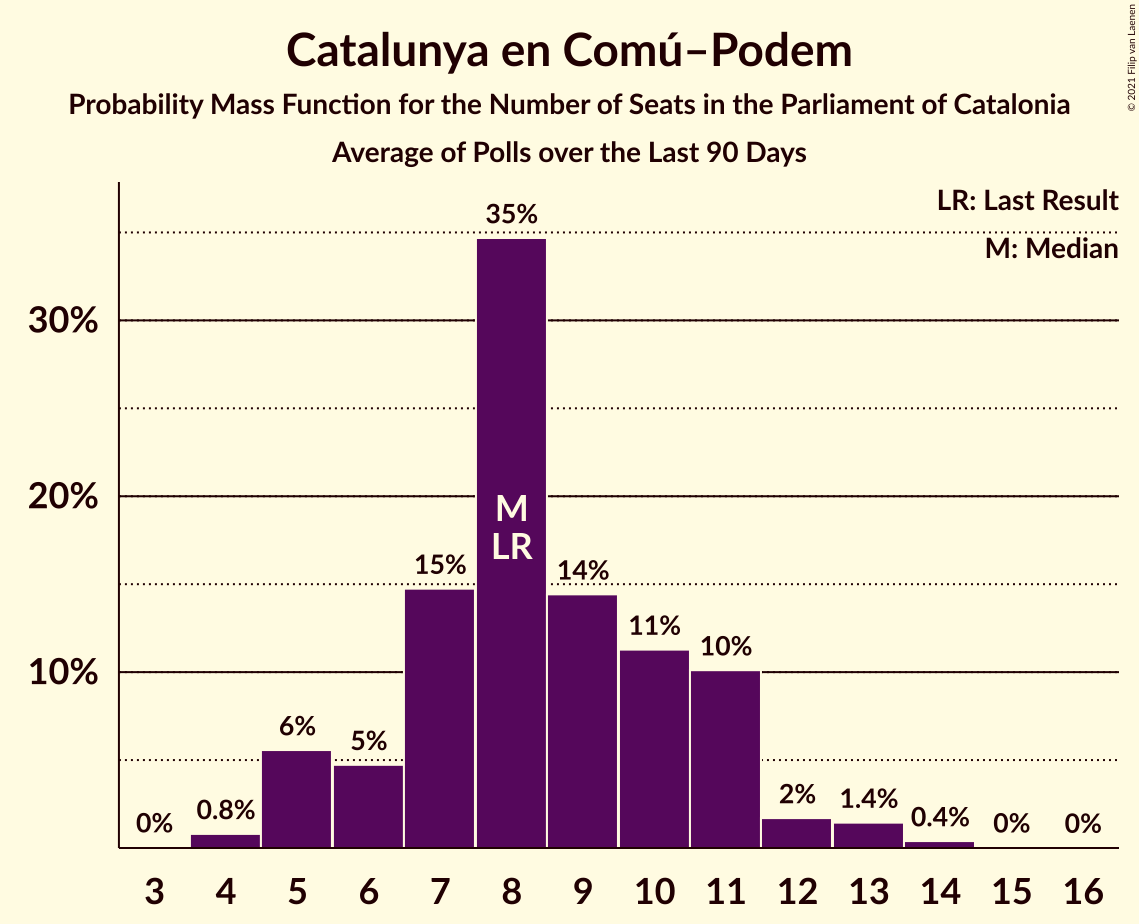 Catalunya en Comú–Podem
Probability Mass Function for the Number of Seats in the Parliament of Catalonia
Average of Polls over the Last 90 Days
© 2021 Filip van Laenen
LR: Last Result
M: Median
30%
20%
10%
0%
0.8%
6%
5%
15%
35%
14%
11%
10%
2%
1.4%
0.4%
0%
0%
M
LR
3 4 5 6 7 8 9 10 11 12 13 14 15 16